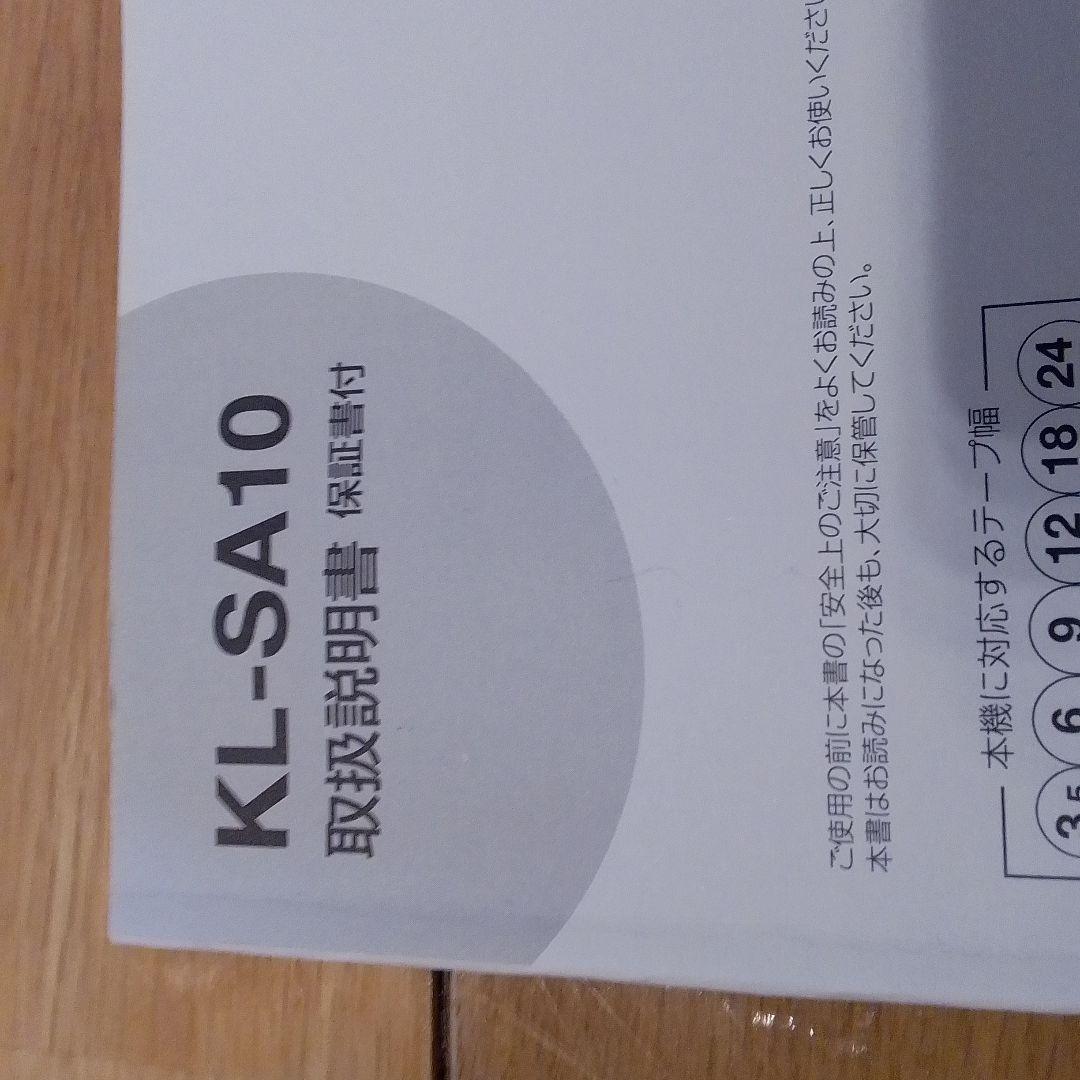 KL-SA10
取扱説明書 保証書付
ご使用の前に本書の「安全上のご注意」をよくお読みの上、正しくお使いください
本書はお読みになった後も、大切に保管してください。
本機に対応するテープ幅
3.5 6 9 12 18 24